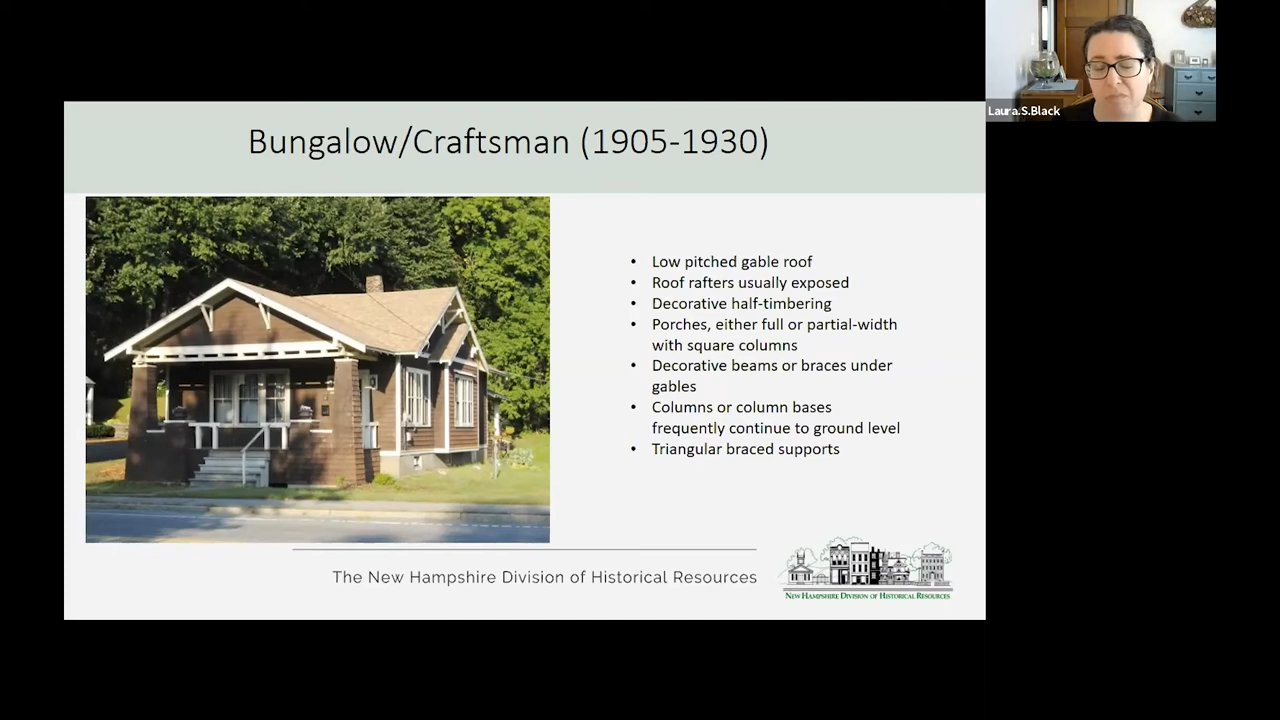 Laura.S.Black
Bungalow/Craftsman (1905-1930)
• Low pitched gable roof
• Roof rafters usually exposed
• Decorative half-timbering
• Porches, either full or partial-width
with square columns
• Decorative beams or braces under
gables
• Columns or column bases
frequently continue to ground level
• Triangular braced supports
The New Hampshire Division of Historical Resources
NEW HAMPSHIRE DIVISION OF HISTORICAL RESOURCES